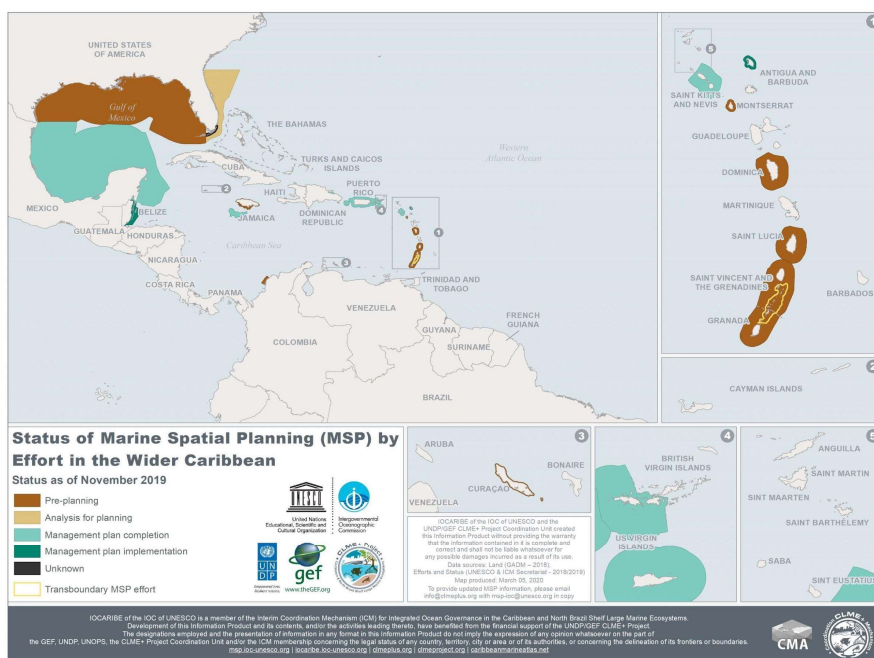 UNITED STATES
OF AMERICA
Gulf of
Mexico
THE BAHAMAS
Western
Atlantic Ocean
TURKS AND CAICOS
ISLANDS
CUBA
MEXICO
HAITI
PUERTO
RICO
DOMINICAN
REPUBLIC
JAMAICA
BELIZE
GUATEMALA
HONDURAS
Caribbean Sea
NICARAGUA
COSTA RICA
PANAMA
TRINIDAD AND
TOBAGO
VENEZUELA
COLOMBIA
GUYANA
FRENCH
GUIANA
SURINAME
BRAZIL
2
4
1
3
1
5
ANTIGUA AND
BARBUDA
SAINT KITTS
AND NEVIS
MONTSERRAT
GUADELOUPE
DOMINICA
MARTINIQUE
SAINT LUCIA
SAINT VINCENT AND
THE GRENADINES
BARBADOS
GRANADA
2
CAYMAN ISLANDS
Status of Marine Spatial Planning (MSP) by
Effort in the Wider Caribbean
Status as of November 2019
Pre-planning
Analysis for planning
Management plan completion
Management plan implementation
Unknown
Transboundary MSP effort
UNESCO
United Nations
Educational, Scientific and
Cultural Organization
Intergovernmental
Oceanographic
Commission
U N
D P
gef
www.theGEF.org
CLME+ Project
3
ARUBA
BONAIRE
CURAÇAO
VENEZUELA
IOCARIBE of the IOC of UNESCO and the
UNDP/GEF CLME+ Project Coordination Unit created
this Information Product without providing the warranty
that the information contained in it is complete and
correct and shall not be liable whatsoever for
any possible damages incurred as a result of its use.
Data sources: Land (GADM – 2018),
Efforts and Status (UNESCO & ICM Secretariat - 2018/2019)
Map produced: March 05, 2020
To provide updated MSP information, please email
info@clmeplus.org with msp-ioc@unesco.org in copy
4
BRITISH
VIRGIN ISLANDS
US VIRGIN
ISLANDS
5
ANGUILLA
SAINT MARTIN
SINT MAARTEN
SAINT BARTHÉLEMY
SABA
SINT EUSTATIUS
IOCARIBE of the IOC of UNESCO is a member of the Interim Coordination Mechanism (ICM) for Integrated Ocean Governance in the Caribbean and North Brazil Shelf Large Marine Ecosystems.
Development of this Information Product and its contents, and/or the activities leading thereto, have benefited from the financial support of the UNDP/GEF CLME+ Project.
The designations employed and the presentation of information in any format in this Information Product do not imply the expression of any opinion whatsoever on the part of
the GEF, UNDP, UNOPS, the CLME+ Project Coordination Unit and/or the ICM membership concerning the legal status of any country, territory, city or area or of its authorities, or concerning the delineation of its frontiers or boundaries.
msp.ioc-unesco.org | iocaribe.ioc-unesco.org | clmeplus.org | clmeproject.org | caribbeanmarineatlas.net
CMA
CLME+